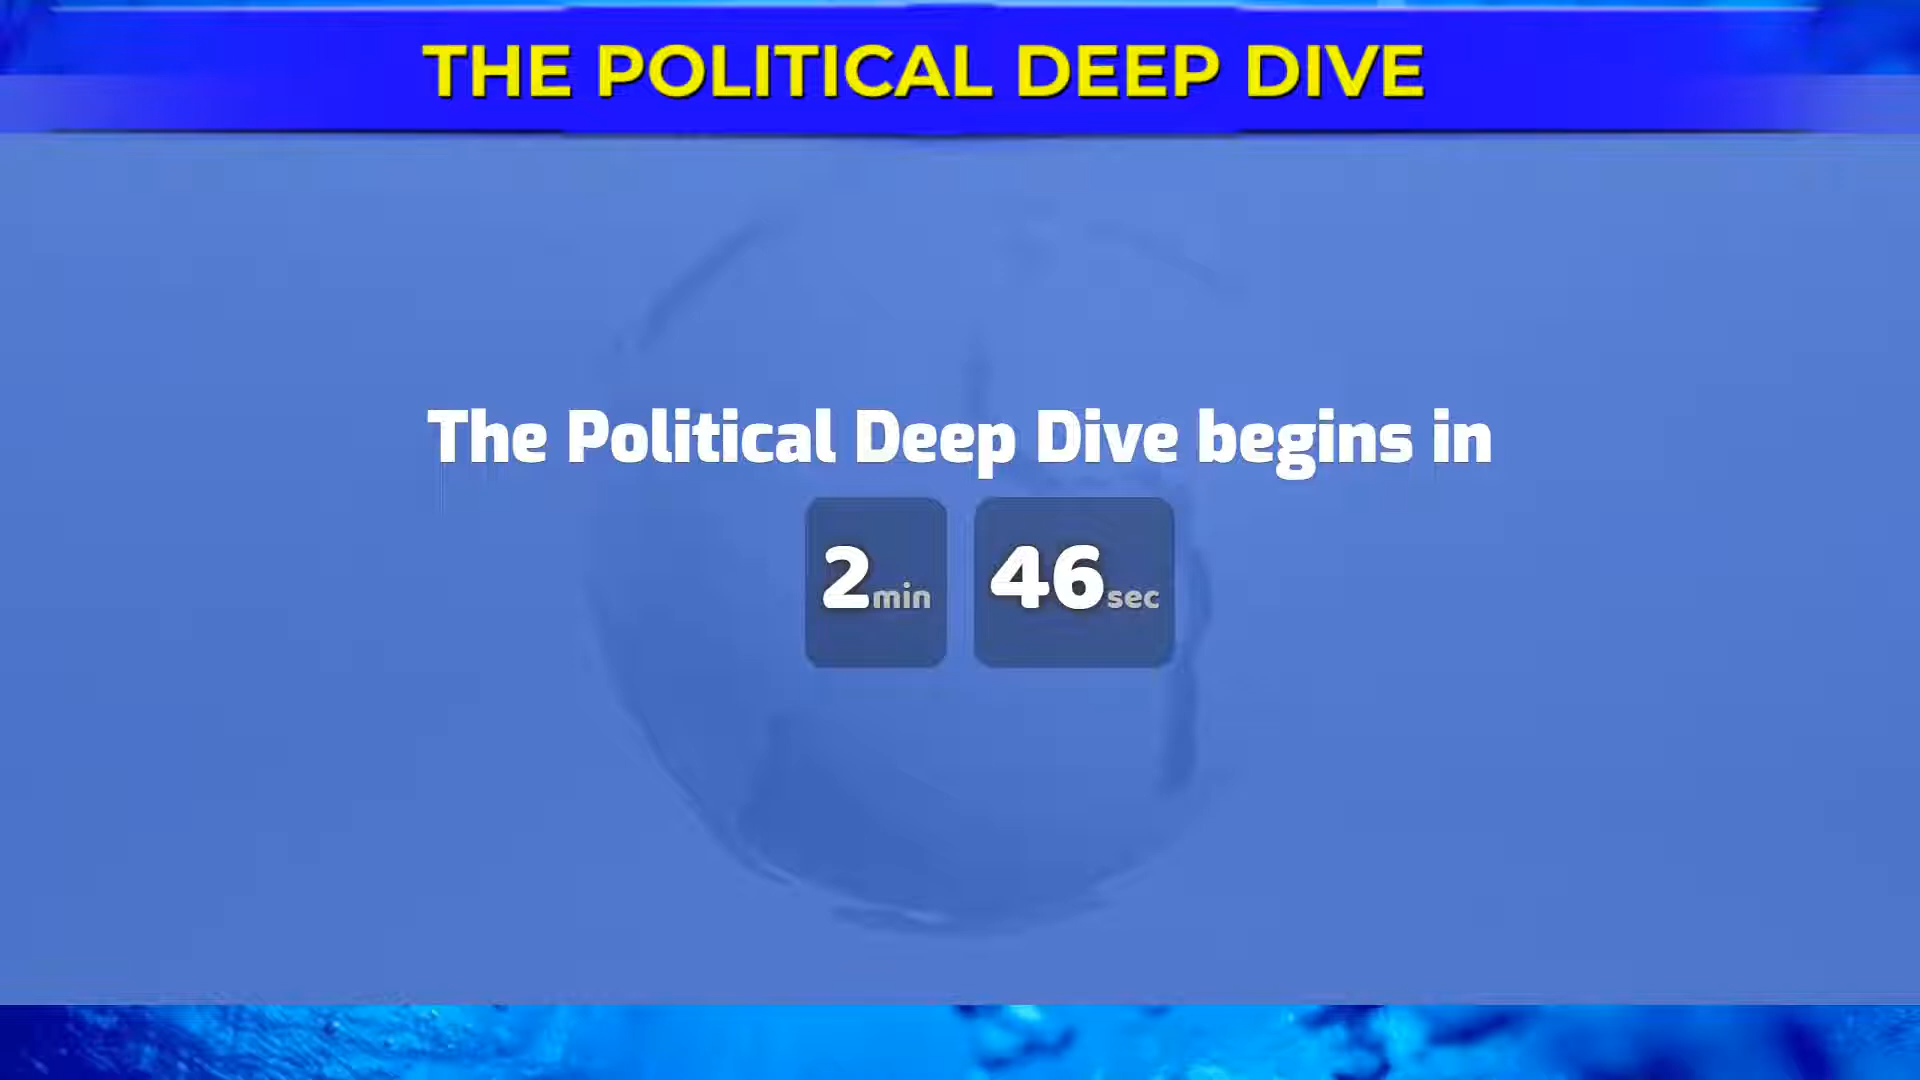 THE POLITICAL DEEP DIVE
The Political Deep Dive begins in
2min 46sec